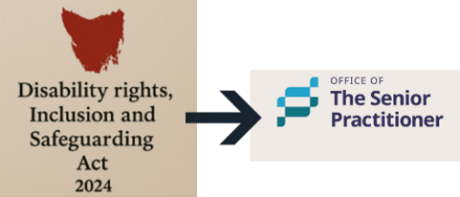 Disability rights,
Inclusion and
Safeguarding
Act
2024
OFFICE OF
The Senior
Practitioner